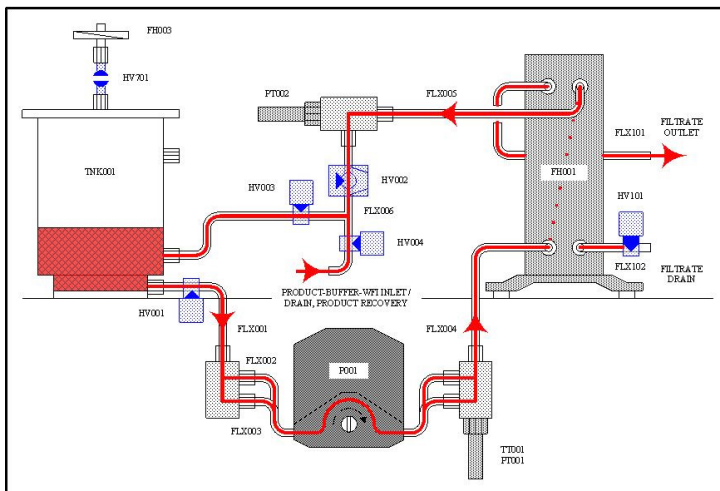 FH003
HV701
TNK001
PT002
FLX005
HV003
HV002
FLX006
HV004
PRODUCT-BUFFER-WFI INLET /
DRAIN, PRODUCT RECOVERY
HV001
FLX001
FLX002
FLX003
P001
FLX004
TT001
PT001
FH001
FLX101
FILTRATE
OUTLET
HV101
FLX102
FILTRATE
DRAIN